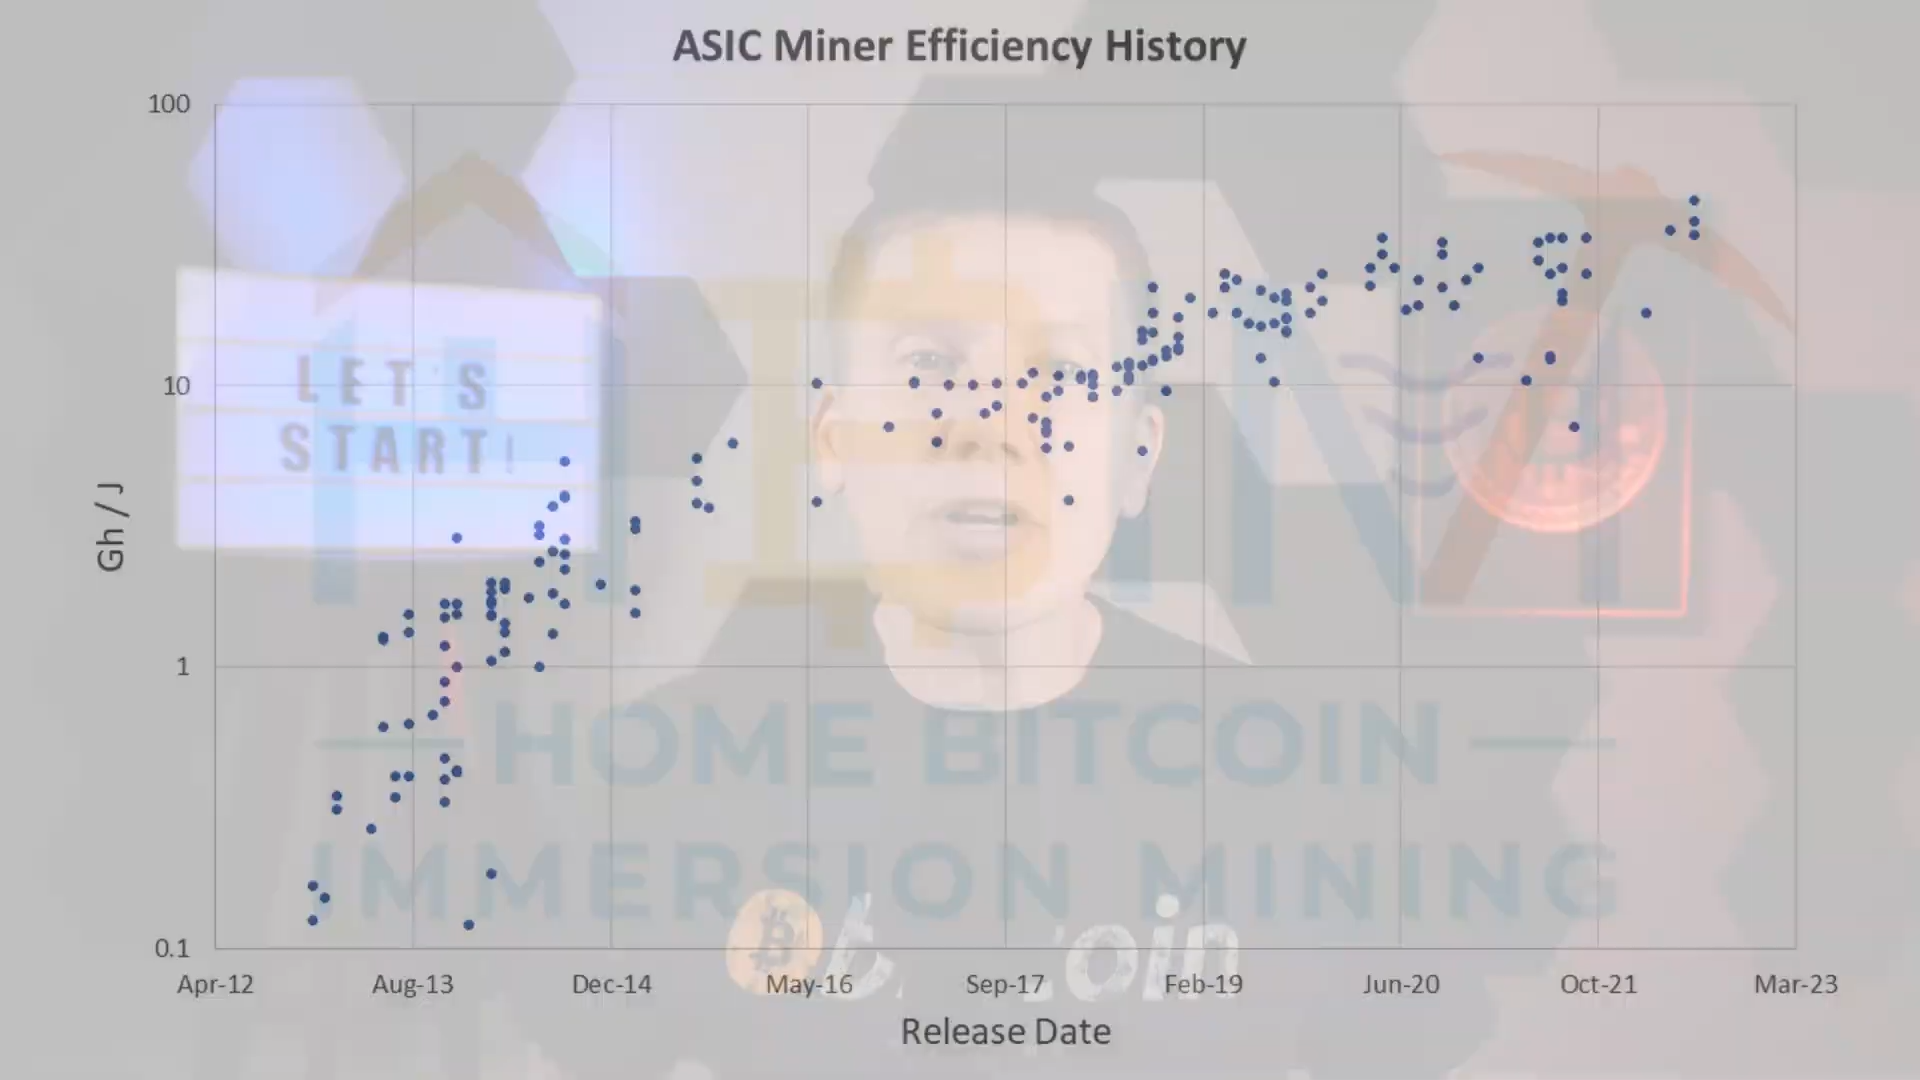 ASIC Miner Efficiency History
100
10
1
0.1
Gh / J
LET'S
START!
HOME BITCOIN
IMMERSION MINING
Apr-12 Aug-13 Dec-14 May-16 Sep-17 Feb-19 Jun-20 Oct-21 Mar-23
Release Date